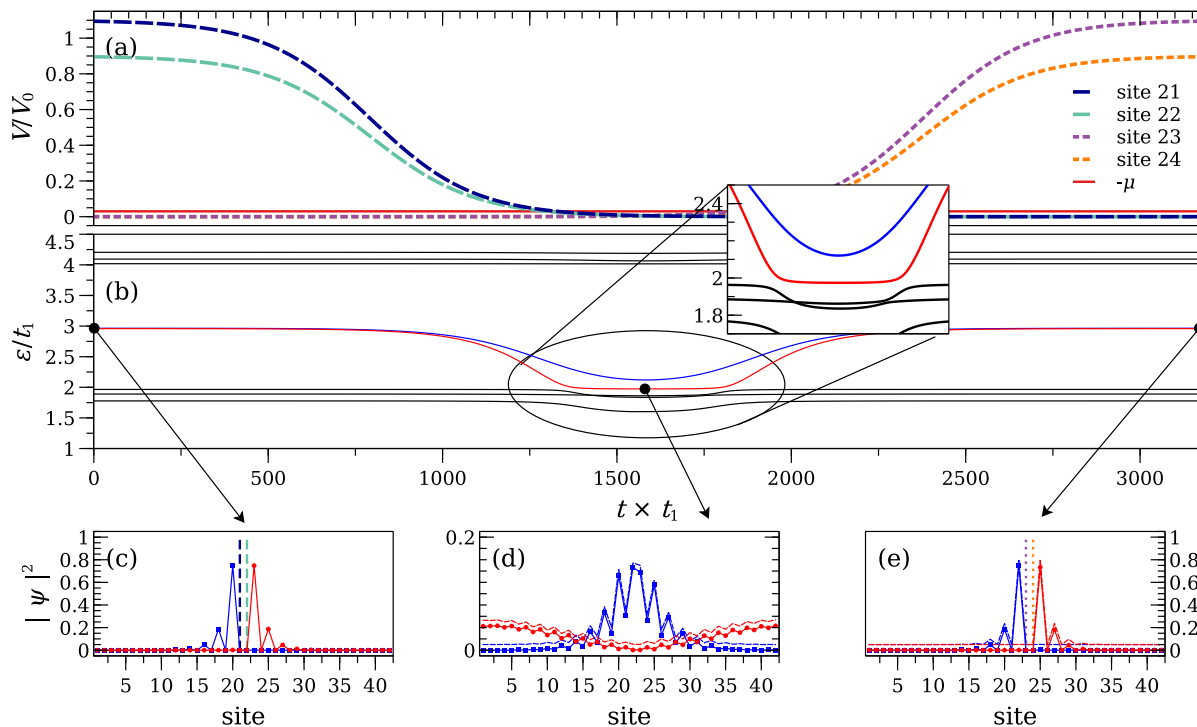 (a)
V/V₀
1
0.8
0.6
0.4
0.2
0
site 21
site 22
site 23
site 24
-μ
(b)
ε/t₁
4.5
4
3.5
3
2.5
2
1.5
1
2.4
2
1.8
0 500 1000 1500 2000 2500 3000
t × t₁
(c)
|ψ|²
1
0.8
0.6
0.4
0.2
0
5 10 15 20 25 30 35 40
site
(d)
0.2
0
5 10 15 20 25 30 35 40
site
(e)
1
0.8
0.6
0.4
0.2
0
5 10 15 20 25 30 35 40
site